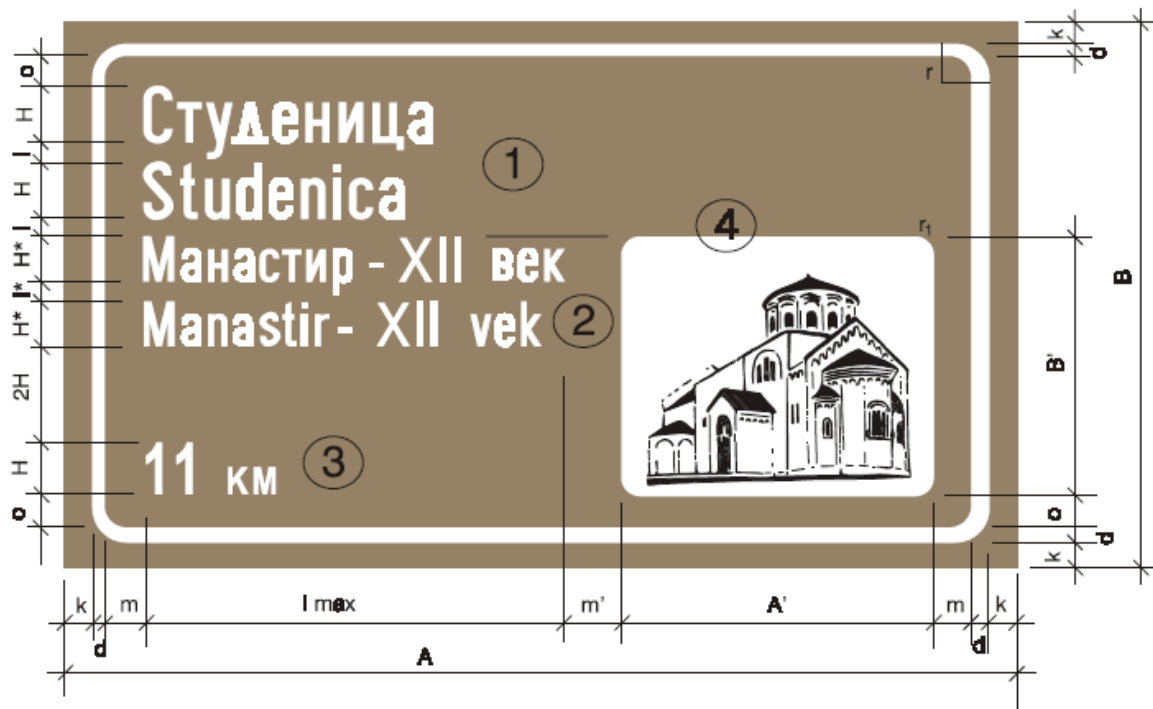 k
d
o
r
H
Студеница
l
1
H
Studenica
l
4
r₁
H*
Манастир - XII век
l*
B
H*
Manastir - XII vek
2
B'
2H
H
11 км
3
o
o
d
k
k
m
l max
m'
A'
m
k
d
d
A